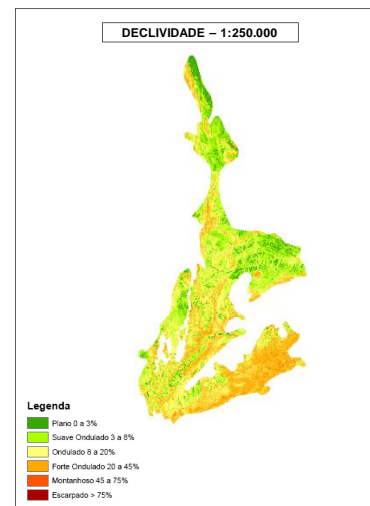 DECLIVIDADE – 1:250.000
Legenda
Plano 0 a 3%
Suave Ondulado 3 a 8%
Ondulado 8 a 20%
Forte Ondulado 20 a 45%
Montanhoso 45 a 75%
Escarpado > 75%